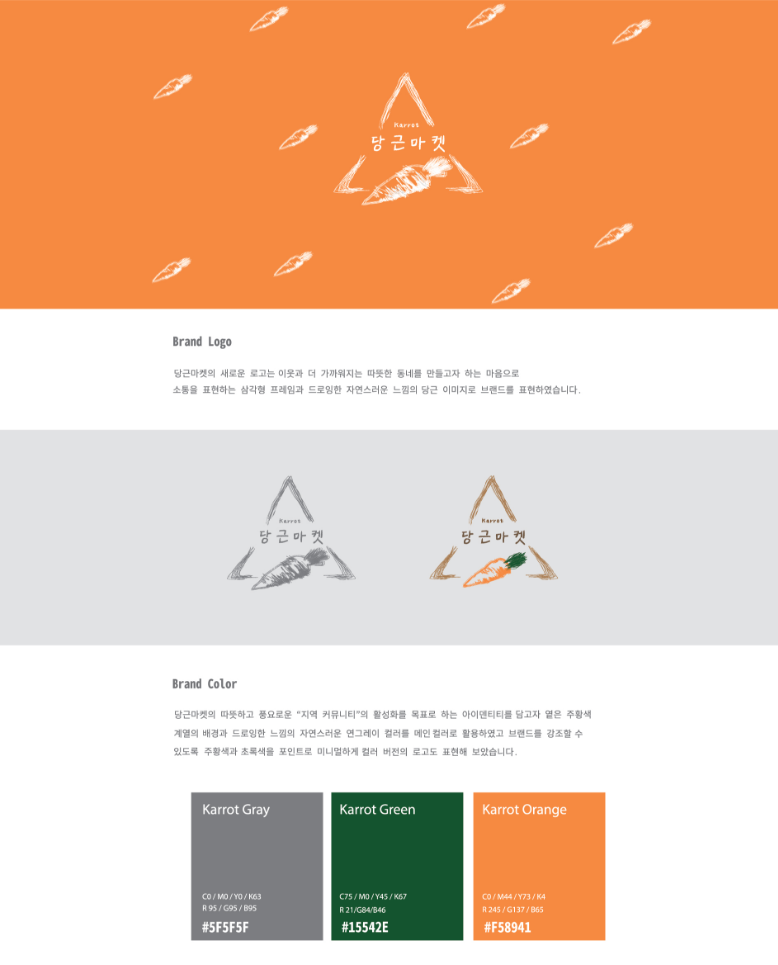 Karrot
당근마켓
Brand Logo
당근마켓의 새로운 로고는 이웃과 더 가까워지는 따뜻한 동네를 만들고자 하는 마음으로
소통을 표현하는 삼각형 프레임과 드로잉한 자연스러운 느낌의 당근 이미지로 브랜드를 표현하였습니다.
Karrot
당근마켓
Karrot
당근마켓
Brand Color
당근마켓의 따뜻하고 풍요로운 “지역 커뮤니티”의 활성화를 목표로 하는 아이덴티티를 담고자 옅은 주황색
계열의 배경과 드로잉한 느낌의 자연스러운 연그레이 컬러를 메인 컬러로 활용하였고 브랜드를 강조할 수
있도록 주황색과 초록색을 포인트로 미니멀하게 컬러 버전의 로고도 표현해 보았습니다.
Karrot Gray
C0 / M0 / Y0 / K63
R 95 / G95 / B95
#5F5F5F
Karrot Green
C75 / M0 / Y45 / K67
R 21/G84/B46
#15542E
Karrot Orange
C0 / M44 / Y73 / K4
R 245 / G137 / B65
#F58941